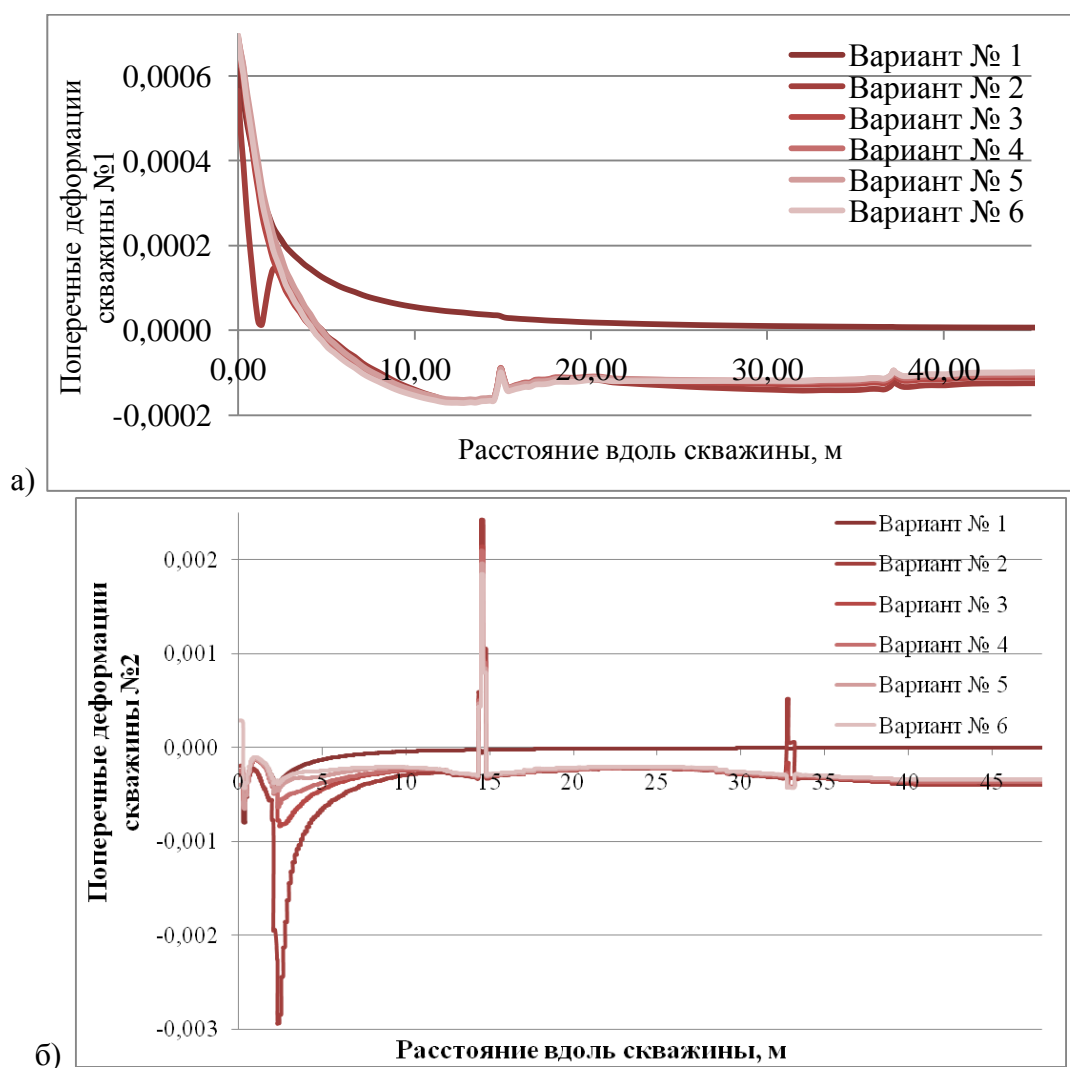 Поперечные деформации
скважины №1
0,0006
0,0004
0,0002
0,0000
-0,0002
0,00
10,00
20,00
30,00
40,00
Вариант № 1
Вариант № 2
Вариант № 3
Вариант № 4
Вариант № 5
Вариант № 6
Расстояние вдоль скважины, м
а)
Поперечные деформации
скважины №2
0,002
0,001
0,000
-0,001
-0,002
-0,003
0
5
10
15
20
25
30
35
40
45
Вариант № 1
Вариант № 2
Вариант № 3
Вариант № 4
Вариант № 5
Вариант № 6
Расстояние вдоль скважины, м
б)